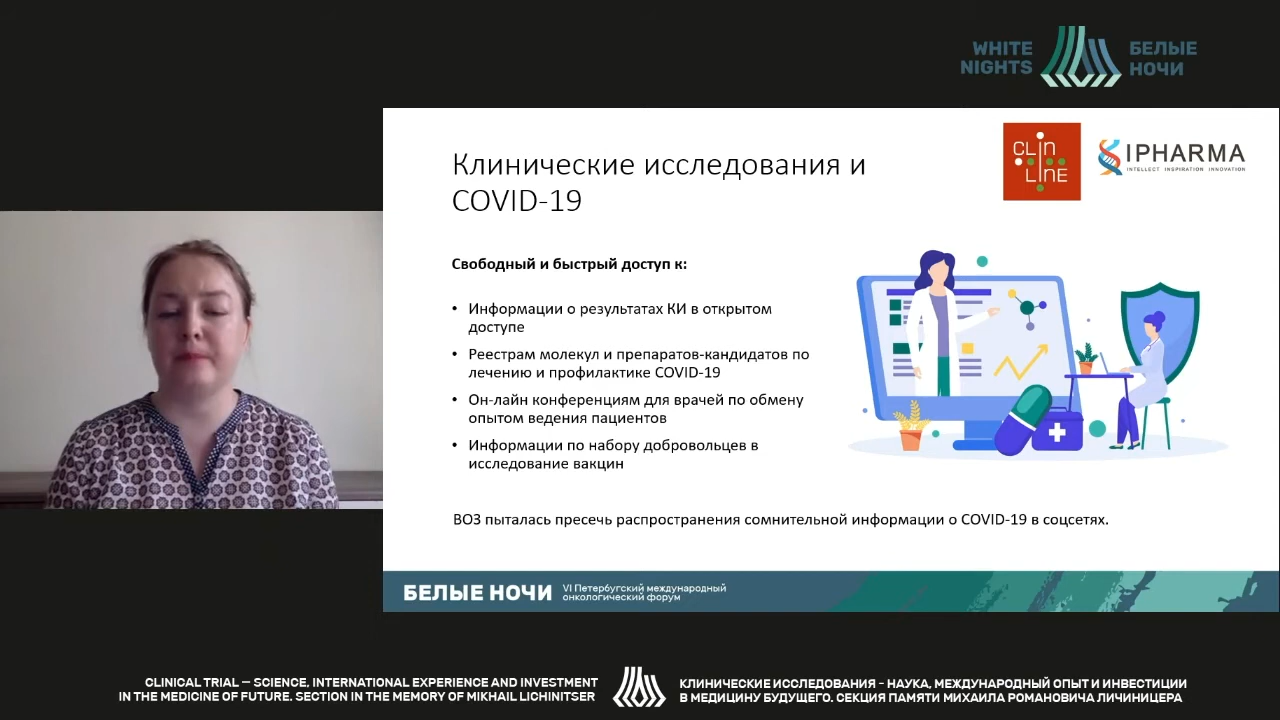 WHITE
NIGHTS
БЕЛЫЕ
НОЧИ
Клинические исследования и
COVID-19
CLIN
LINE
IPHARMA
INTELLECT INSPIRATION INNOVATION
Свободный и быстрый доступ к:
• Информации о результатах КИ в открытом
доступе
• Реестрам молекул и препаратов-кандидатов по
лечению и профилактике COVID-19
• Он-лайн конференциям для врачей по обмену
опытом ведения пациентов
• Информации по набору добровольцев в
исследование вакцин
ВОЗ пыталась пресечь распространения сомнительной информации о COVID-19 в соцсетях.
БЕЛЫЕ НОЧИ
VI Петербургский международный
онкологический форум
CLINICAL TRIAL – SCIENCE, INTERNATIONAL EXPERIENCE AND INVESTMENT
IN THE MEDICINE OF FUTURE. SECTION IN THE MEMORY OF MIKHAIL LICHINITSER
КЛИНИЧЕСКИЕ ИССЛЕДОВАНИЯ - НАУКА, МЕЖДУНАРОДНЫЙ ОПЫТ И ИНВЕСТИЦИИ
В МЕДИЦИНУ БУДУЩЕГО. СЕКЦИЯ ПАМЯТИ МИХАИЛА РОМАНОВИЧА ЛИЧИНИЦЕРА